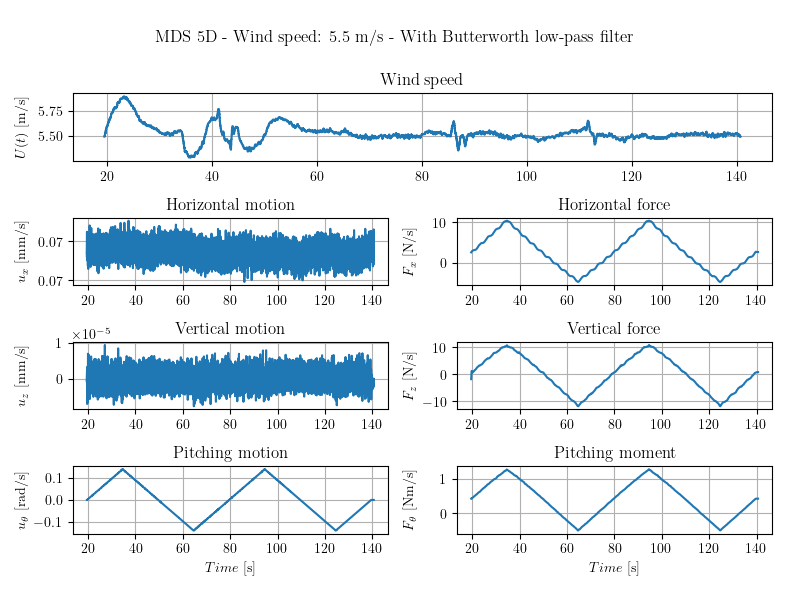 MDS 5D - Wind speed: 5.5 m/s - With Butterworth low-pass filter
Wind speed
U(t) [m/s]
5.75
5.50
20 40 60 80 100 120 140
Horizontal motion
u_x [mm/s]
0.07
0.07
20 40 60 80 100 120 140
Horizontal force
F_x [N/s]
10
0
20 40 60 80 100 120 140
Vertical motion
×10⁻⁵
u_z [mm/s]
1
0
20 40 60 80 100 120 140
Vertical force
F_z [N/s]
10
0
−10
20 40 60 80 100 120 140
Pitching motion
u_θ [rad/s]
0.1
0.0
−0.1
20 40 60 80 100 120 140
Time [s]
Pitching moment
F_θ [Nm/s]
1
0
20 40 60 80 100 120 140
Time [s]